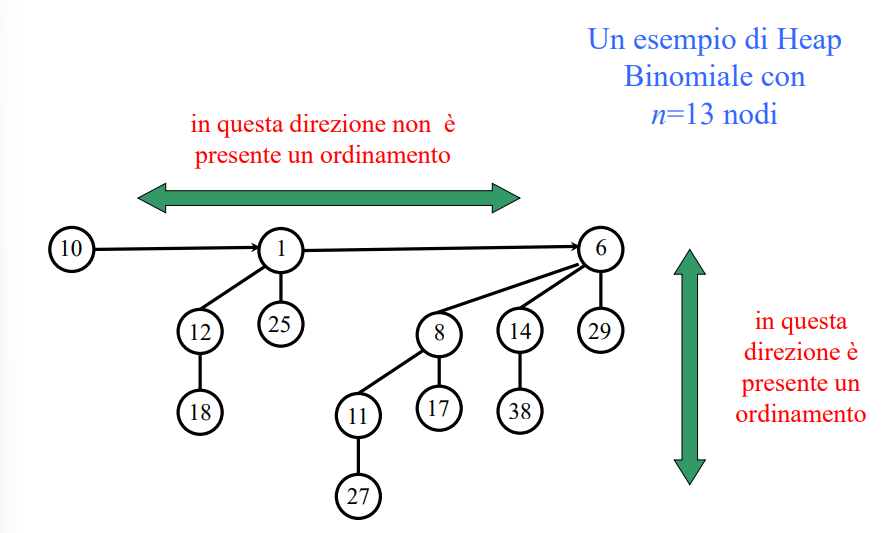 Un esempio di Heap
Binomiale con
n=13 nodi
in questa direzione non è
presente un ordinamento
10
1
6
12
25
8
14
29
18
11
17
38
27
in questa
direzione è
presente un
ordinamento